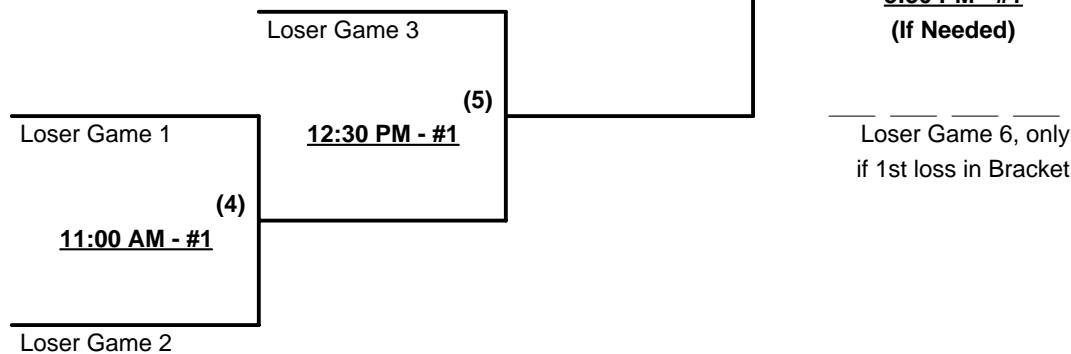 Loser Game 3
(If Needed)
(5)
Loser Game 1
12:30 PM - #1
Loser Game 6, only
if 1st loss in Bracket
(4)
11:00 AM - #1
Loser Game 2